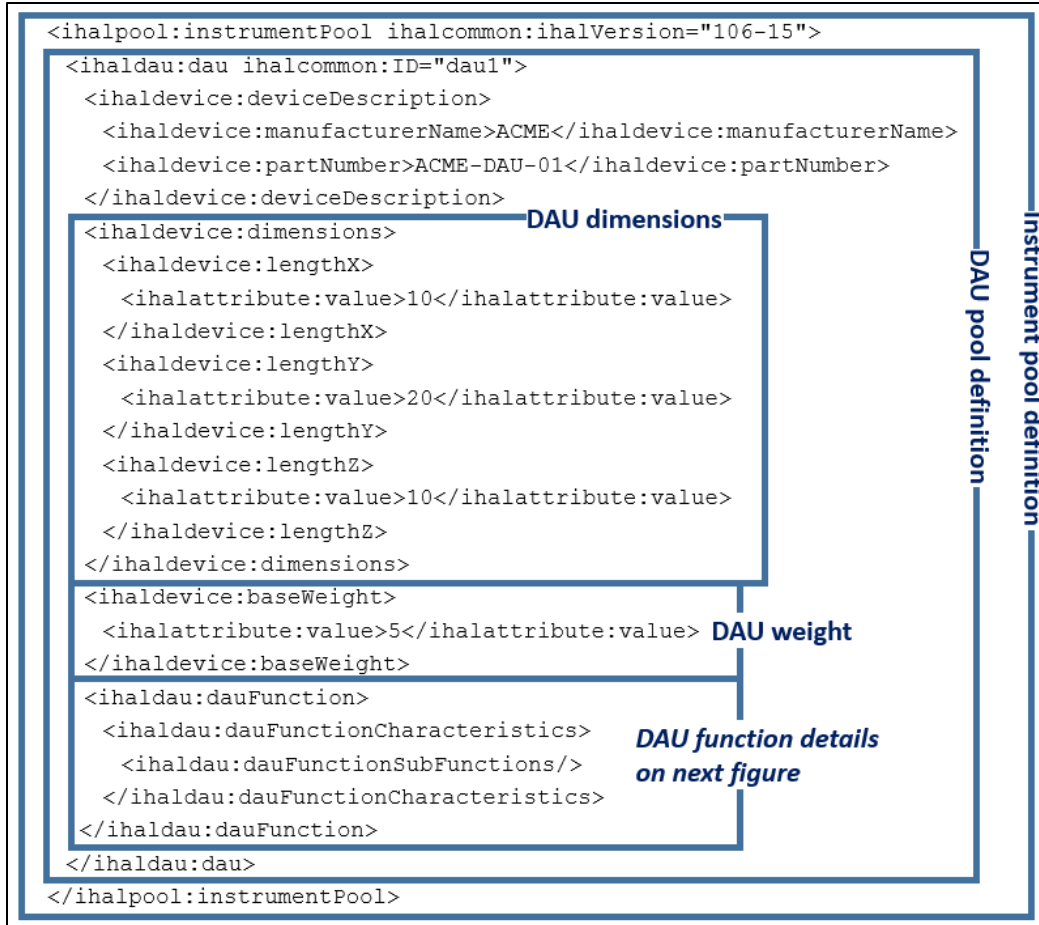 <ihalpool:instrumentPool ihalcommon:ihalVersion="106-15">
<ihaldau:dau ihalcommon:ID="dau1">
<ihaldevice:deviceDescription>
<ihaldevice:manufacturerName>ACME</ihaldevice:manufacturerName>
<ihaldevice:partNumber>ACME-DAU-01</ihaldevice:partNumber>
</ihaldevice:deviceDescription>
DAU dimensions
<ihaldevice:dimensions>
<ihaldevice:lengthX>
<ihalattribute:value>10</ihalattribute:value>
</ihaldevice:lengthX>
<ihaldevice:lengthY>
<ihalattribute:value>20</ihalattribute:value>
</ihaldevice:lengthY>
<ihaldevice:lengthZ>
<ihalattribute:value>10</ihalattribute:value>
</ihaldevice:lengthZ>
</ihaldevice:dimensions>
<ihaldevice:baseWeight>
<ihalattribute:value>5</ihalattribute:value> DAU weight
</ihaldevice:baseWeight>
<ihaldau:dauFunction>
<ihaldau:dauFunctionCharacteristics>
<ihaldau:dauFunctionSubFunctions/>
</ihaldau:dauFunctionCharacteristics>
</ihaldau:dauFunction>
DAU function details
on next figure
</ihaldau:dau>
</ihalpool:instrumentPool>
DAU pool definition
Instrument pool definition